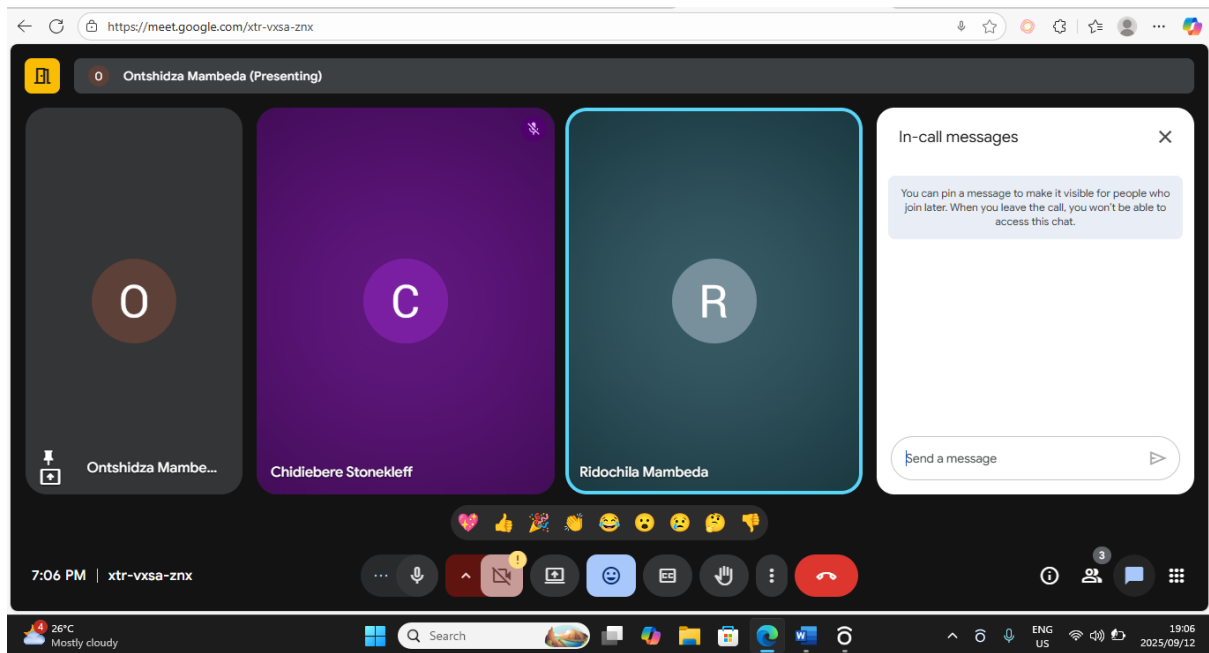 https://meet.google.com/xtr-vxsa-znx
O Ontshidza Mambeda (Presenting)
O
Ontshidza Mambe...
C
Chidiebere Stonekleff
R
Ridochila Mambeda
In-call messages
You can pin a message to make it visible for people who
join later. When you leave the call, you won't be able to
access this chat.
Send a message
7:06 PM | xtr-vxsa-znx
CC
3
4
26°C
Mostly cloudy
Search
ENG
US
19:06
2025/09/12